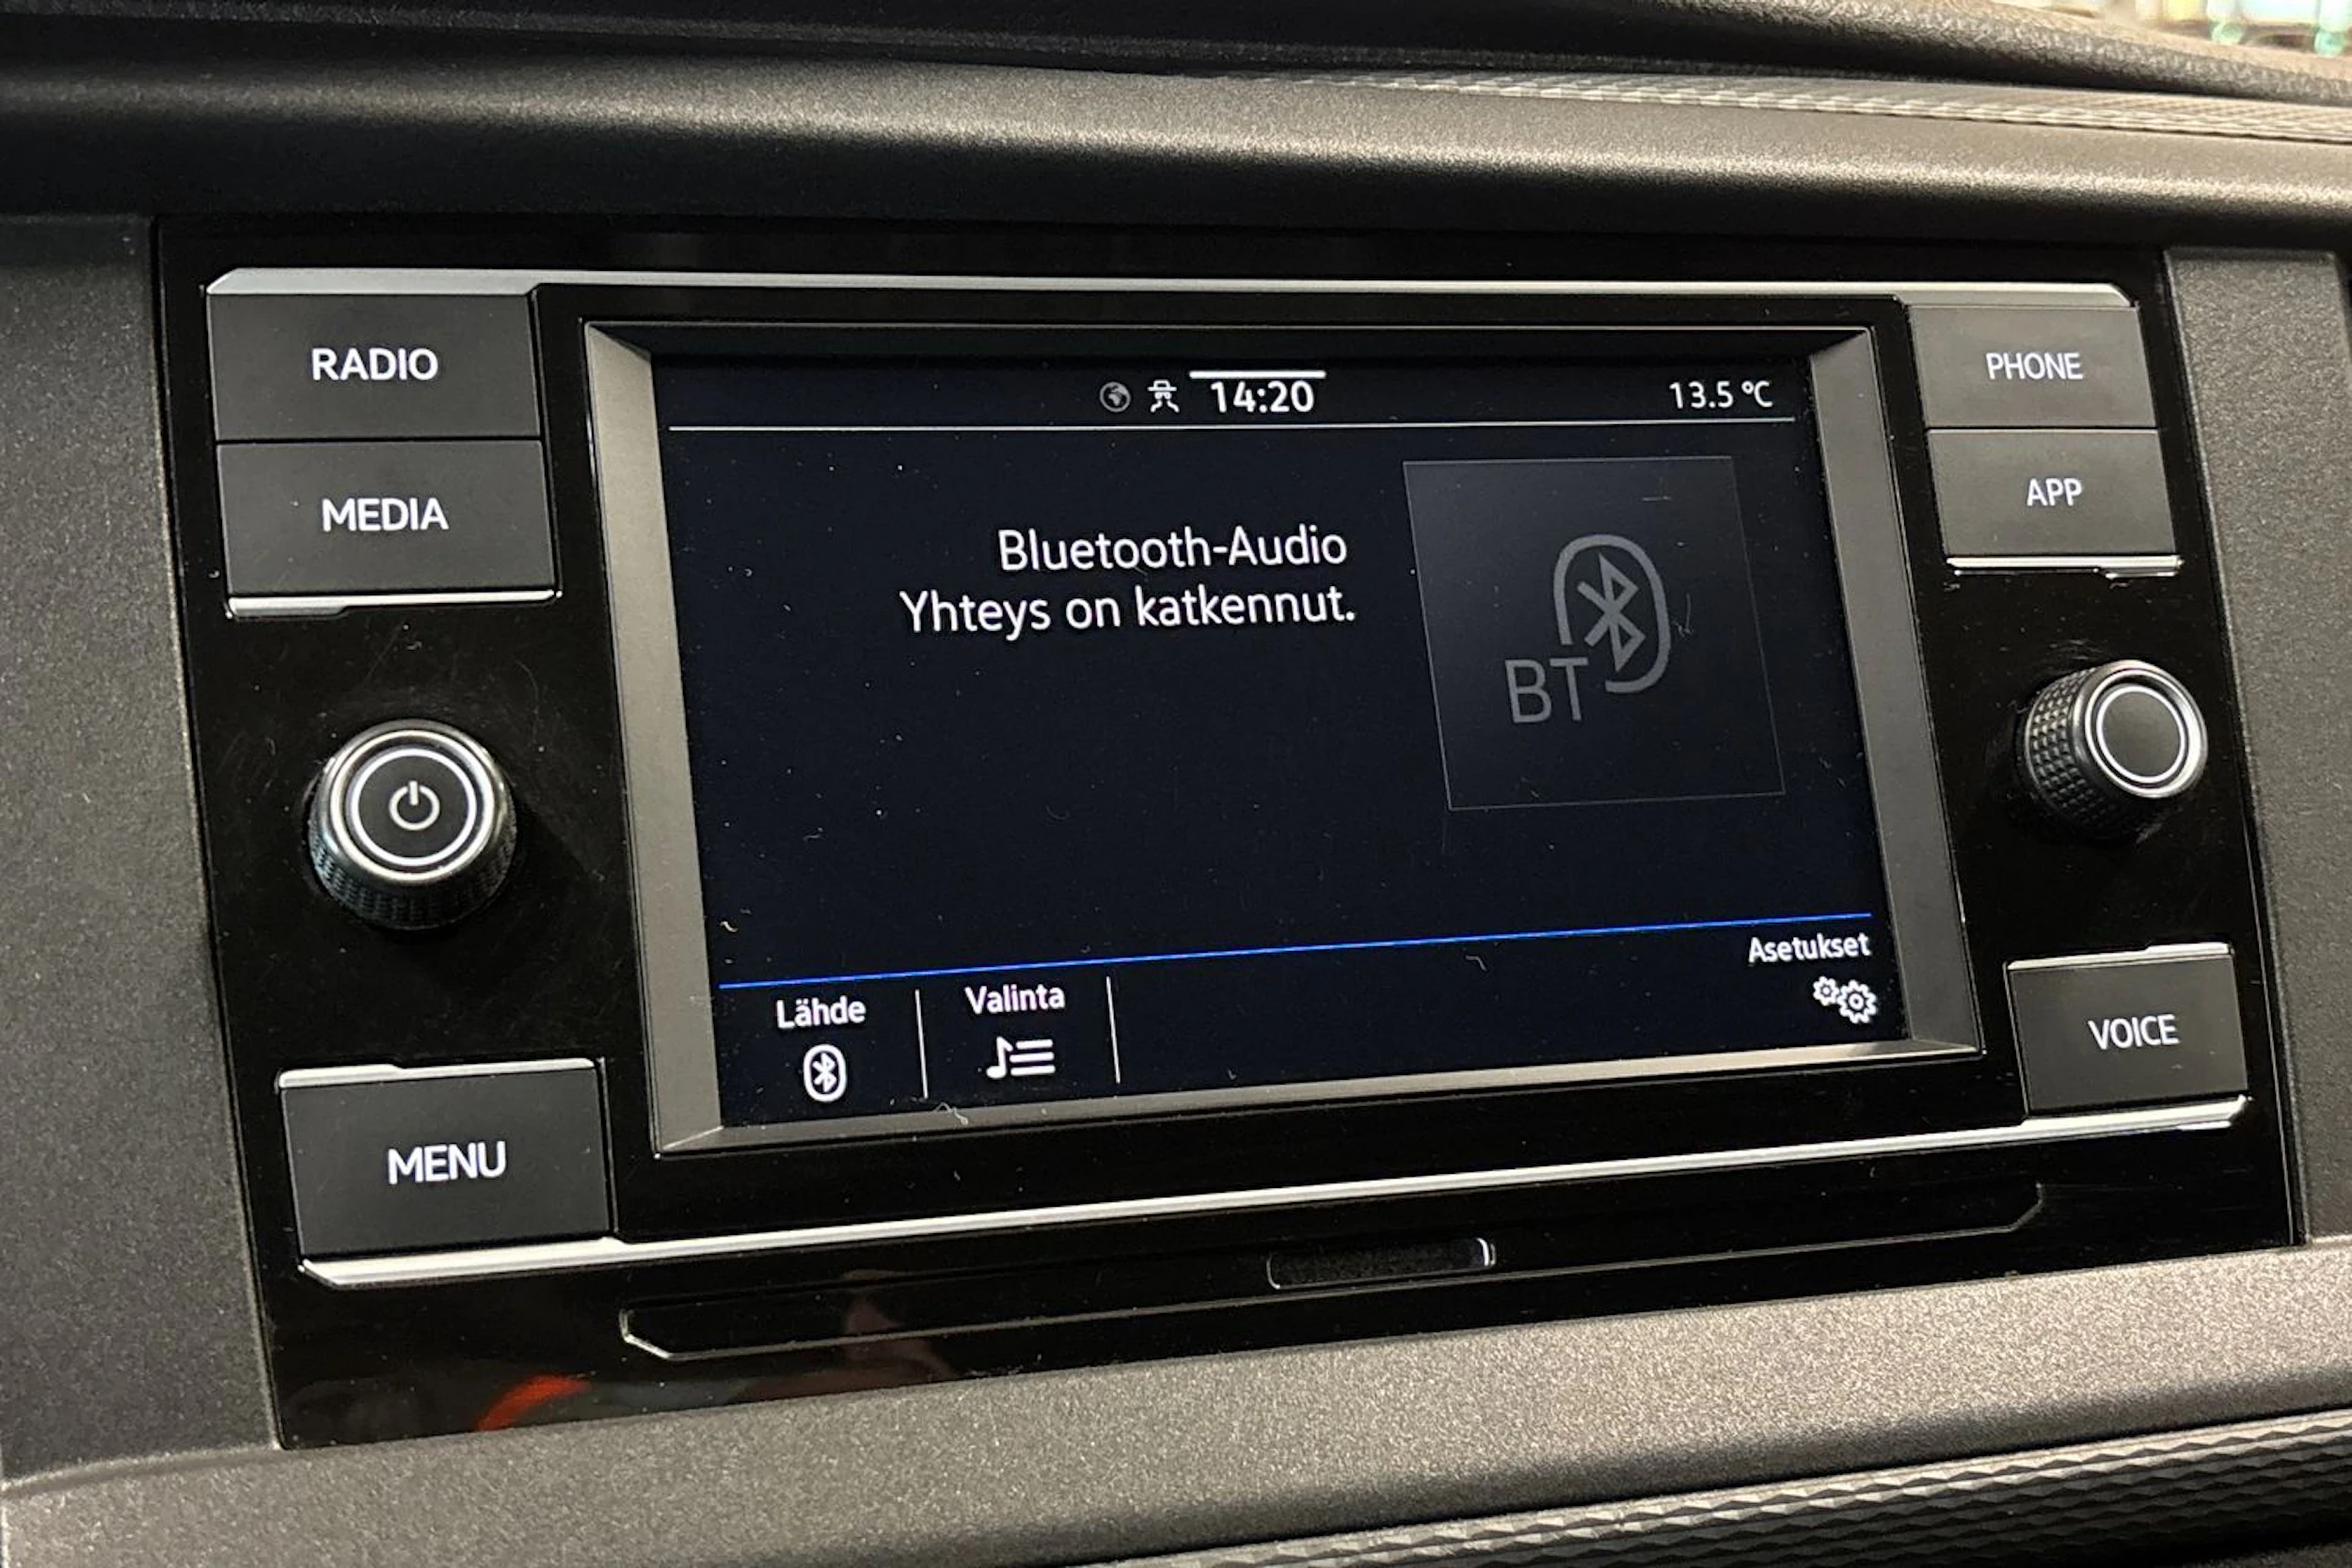 RADIO
MEDIA
MENU
14:20
13.5 °C
Bluetooth-Audio
Yhteys on katkennut.
BT
Lähde
Valinta
Asetukset
PHONE
APP
VOICE